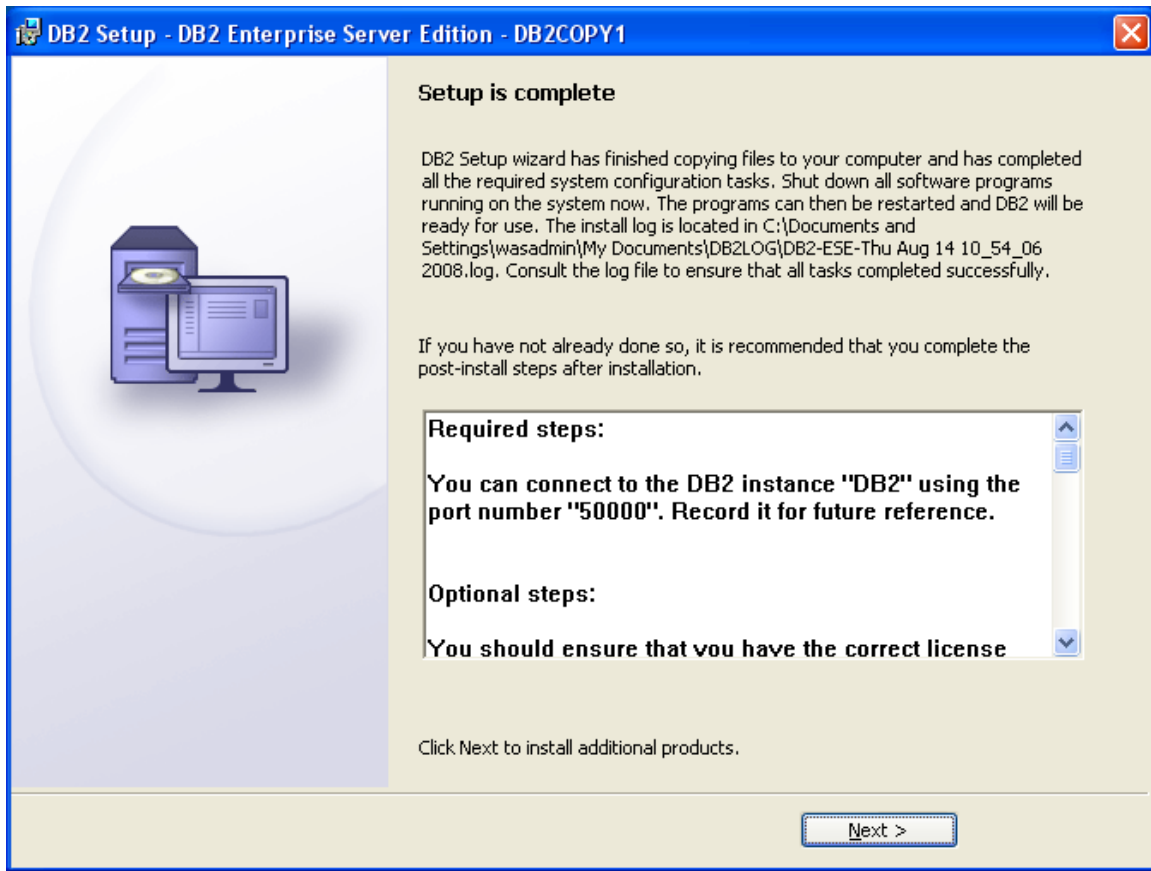 DB2 Setup - DB2 Enterprise Server Edition - DB2COPY1
Setup is complete
DB2 Setup wizard has finished copying files to your computer and has completed
all the required system configuration tasks. Shut down all software programs
running on the system now. The programs can then be restarted and DB2 will be
ready for use. The install log is located in C:\Documents and
Settings\wasadmin\My Documents\DB2LOG\DB2-ESE-Thu Aug 14 10_54_06
2008.log. Consult the log file to ensure that all tasks completed successfully.
If you have not already done so, it is recommended that you complete the
post-install steps after installation.
Required steps:
You can connect to the DB2 instance "DB2" using the
port number "50000". Record it for future reference.
Optional steps:
You should ensure that you have the correct license
Click Next to install additional products.
Next >